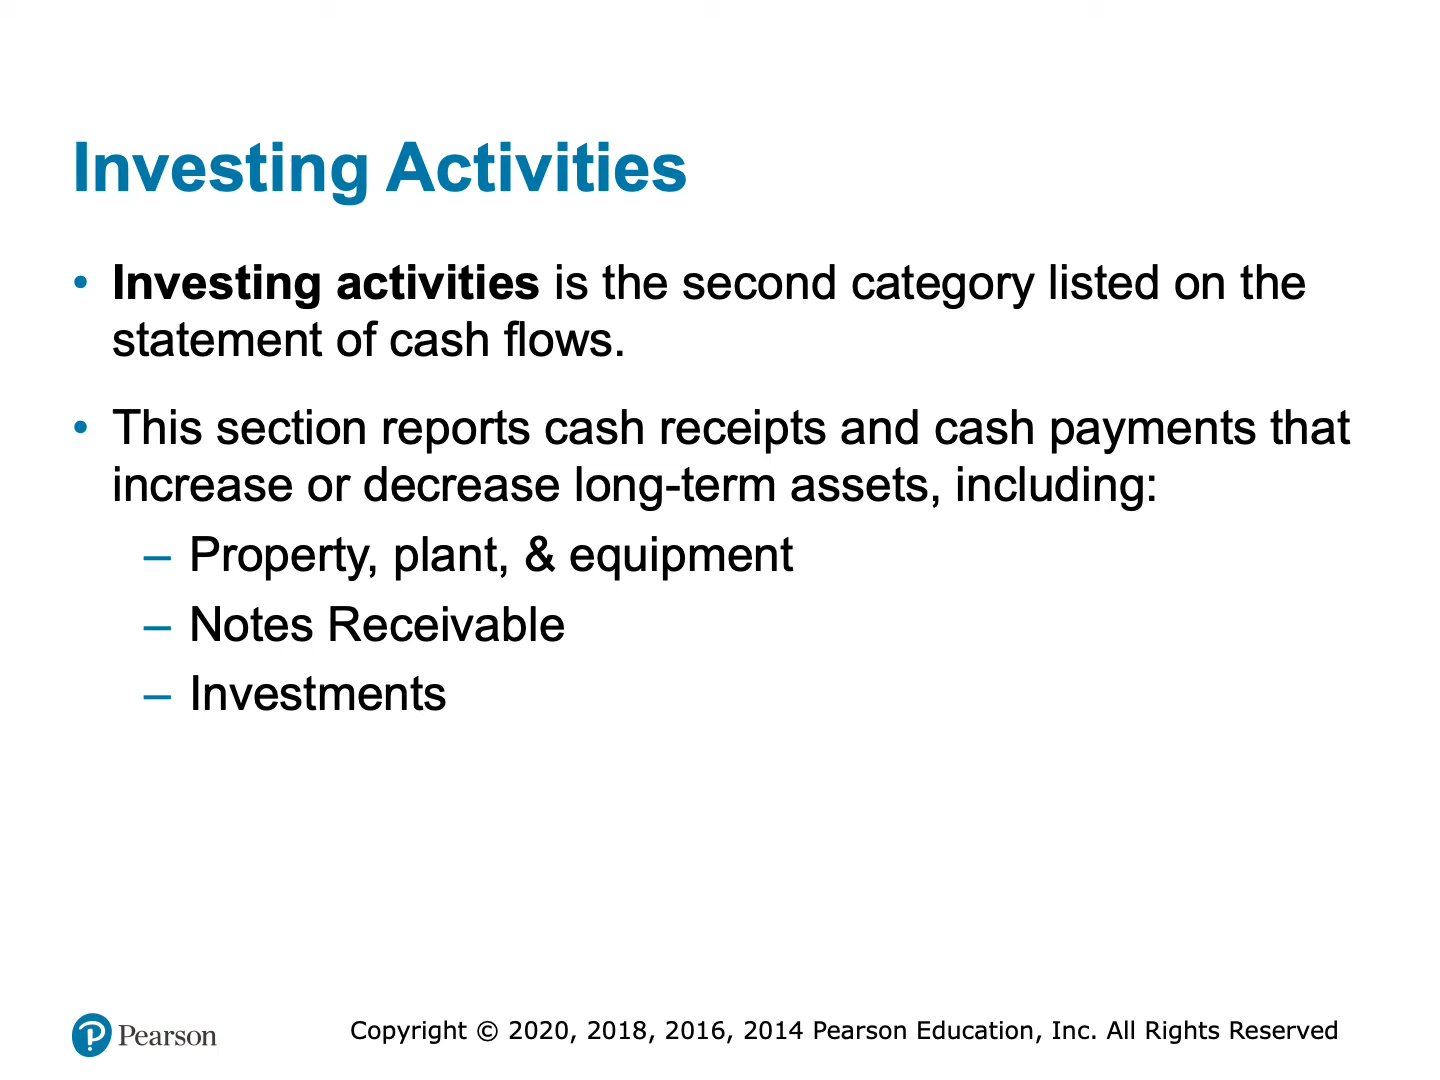 Investing Activities
• Investing activities is the second category listed on the
statement of cash flows.
• This section reports cash receipts and cash payments that
increase or decrease long-term assets, including:
– Property, plant, & equipment
– Notes Receivable
– Investments
Pearson
Copyright © 2020, 2018, 2016, 2014 Pearson Education, Inc. All Rights Reserved